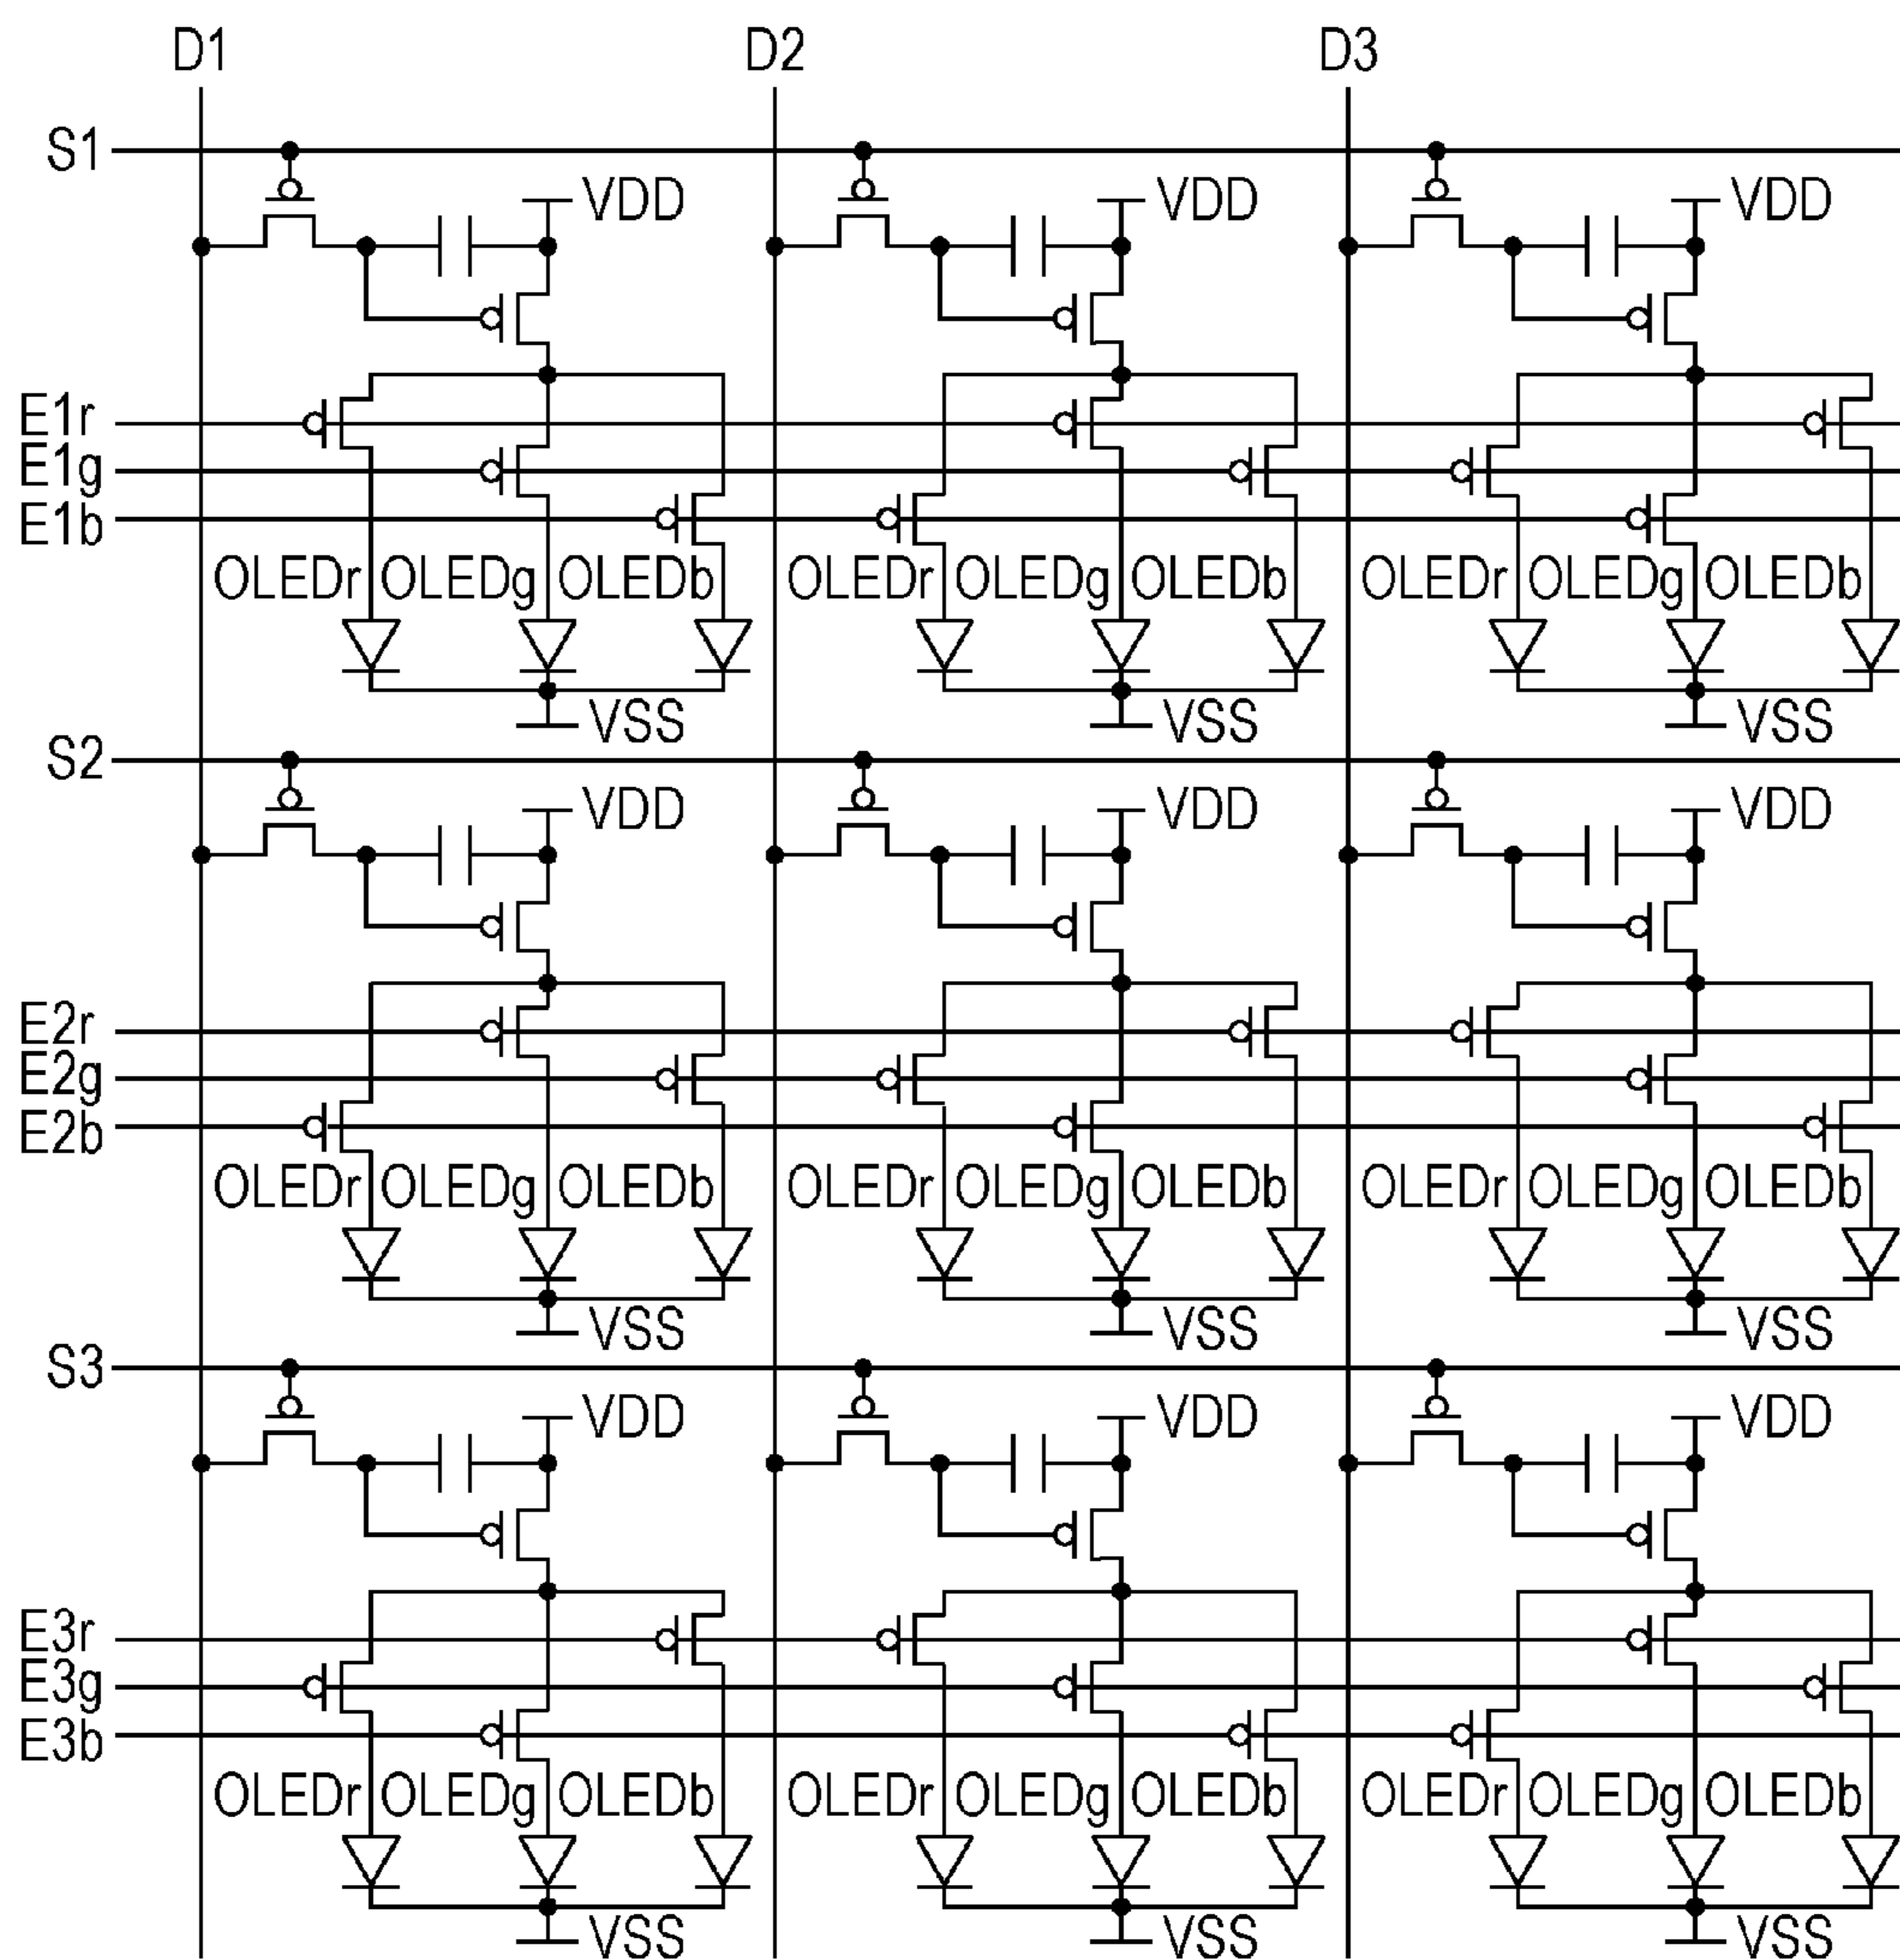 D1 D2 D3
S1
VDD VDD VDD
E1r
E1g
E1b
OLEDr OLEDg OLEDb OLEDr OLEDg OLEDb OLEDr OLEDg OLEDb
VSS VSS VSS
S2
VDD VDD VDD
E2r
E2g
E2b
OLEDr OLEDg OLEDb OLEDr OLEDg OLEDb OLEDr OLEDg OLEDb
VSS VSS VSS
S3
VDD VDD VDD
E3r
E3g
E3b
OLEDr OLEDg OLEDb OLEDr OLEDg OLEDb OLEDr OLEDg OLEDb
VSS VSS VSS